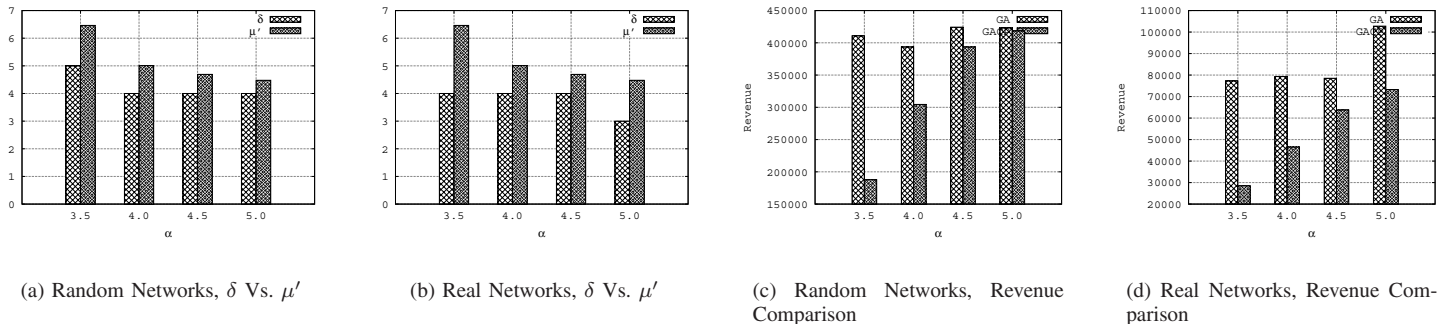 7
6
5
4
3
2
1
0
3.5 4.0 4.5 5.0
α
δ
μ′
(a) Random Networks, δ Vs. μ′
7
6
5
4
3
2
1
0
3.5 4.0 4.5 5.0
α
δ
μ′
(b) Real Networks, δ Vs. μ′
450000
400000
350000
300000
250000
200000
150000
Revenue
3.5 4.0 4.5 5.0
α
GA
(c) Random Networks, Revenue
Comparison
110000
100000
90000
80000
70000
60000
50000
40000
30000
20000
Revenue
3.5 4.0 4.5 5.0
α
GA
(d) Real Networks, Revenue Com-
parison